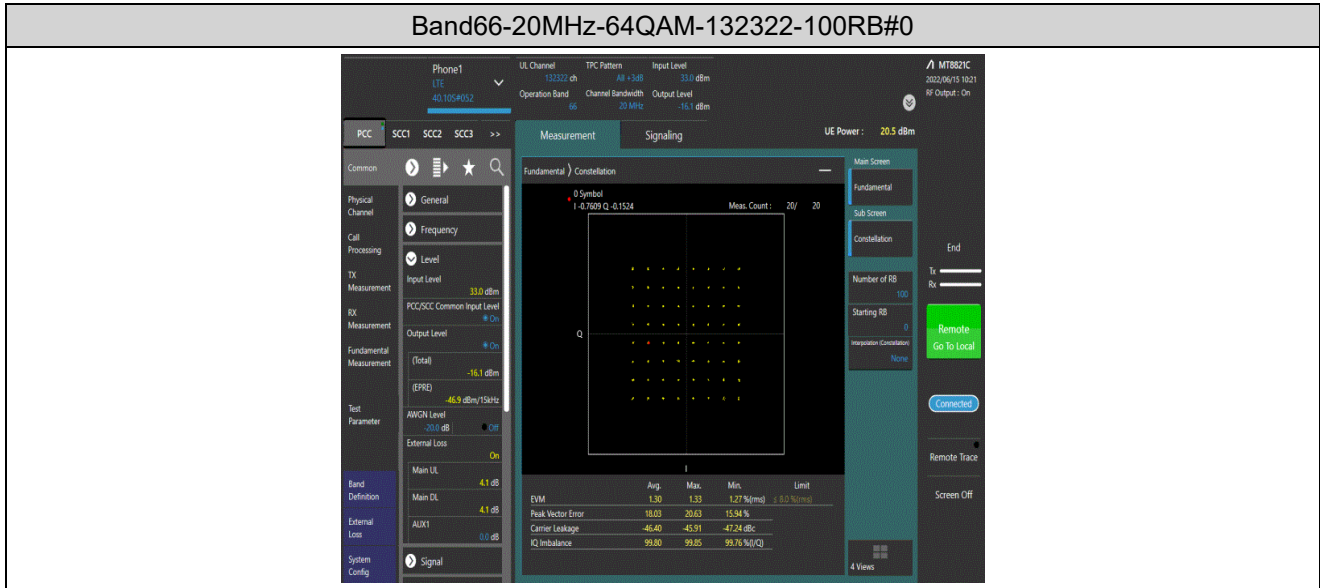 Band66-20MHz-64QAM-132322-100RB#0
Phone1
LTE
40.105#052
UL Channel TPC Pattern Input Level
132322 ch All +3dB 33.0 dBm
Operation Band Channel Bandwidth Output Level
66 20 MHz -16.1 dBm
MT8821C
2022/06/15 10:21
RF Output : On
PCC SCC1 SCC2 SCC3 >>
Measurement Signaling
UE Power : 20.5 dBm
Common
Physical
Channel
Call
Processing
TX
Measurement
RX
Measurement
Fundamental
Measurement
Test
Parameter
Band
Definition
External
Loss
System
Config
General
Frequency
Level
Input Level
33.0 dBm
PCC/SCC Common Input Level
On
Output Level
On
(Total)
-16.1 dBm
(EPRE)
-46.9 dBm/15kHz
AWGN Level
-20.0 dB Off
External Loss
On
Main UL
4.1 dB
Main DL
4.1 dB
AUX1
0.0 dB
Signal
Fundamental Constellation
0 Symbol
I -0.7609 Q -0.1524 Meas. Count : 20/ 20
Q
I
Avg. Max. Min. Limit
EVM 1.30 1.33 1.27 %(rms) ≤ 8.0 %(rms)
Peak Vector Error 18.03 20.63 15.94 %
Carrier Leakage -46.40 -45.91 -47.24 dBc
IQ Imbalance 99.80 99.85 99.76 %(I/Q)
Main Screen
Fundamental
Sub Screen
Constellation
Number of RB
100
Starting RB
0
Interpolation (Constellation)
None
4 Views
End
Tx
Rx
Remote
Go To Local
Connected
Remote Trace
Screen Off